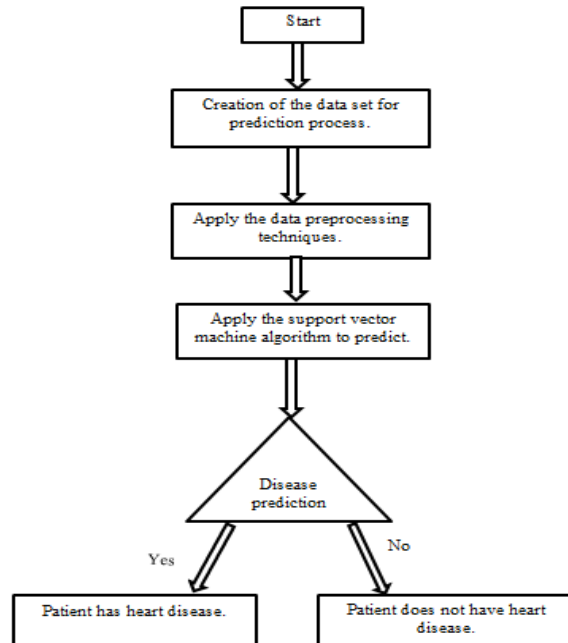 Start
Creation of the data set for
prediction process.
Apply the data preprocessing
techniques.
Apply the support vector
machine algorithm to predict.
Disease
prediction
Yes
No
Patient has heart disease.
Patient does not have heart
disease.